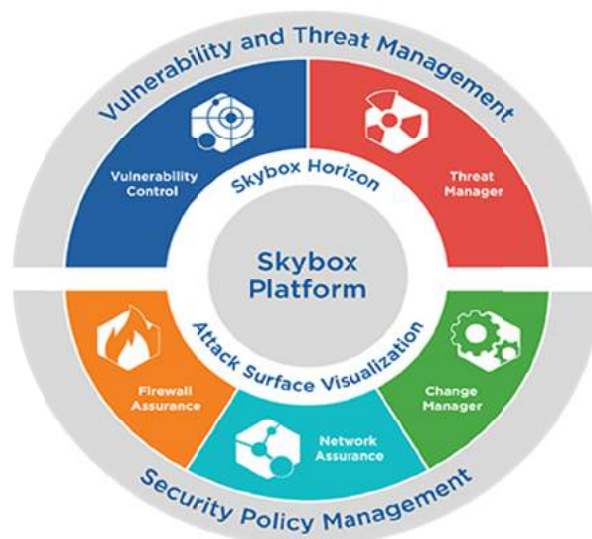 Vulnerability and Threat Management
Vulnerability
Control
Threat
Manager
Skybox Horizon
Skybox
Platform
Attack Surface Visualization
Firewall
Assurance
Network
Assurance
Change
Manager
Security Policy Management